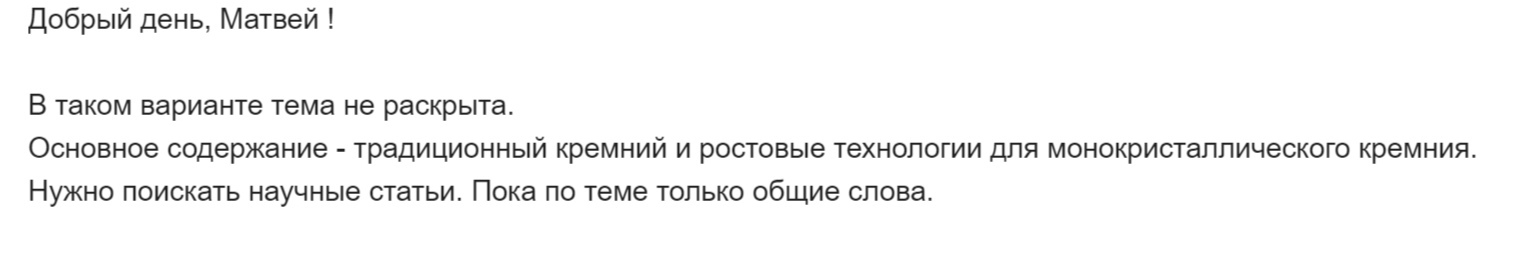 Добрый день, Матвей !
В таком варианте тема не раскрыта.
Основное содержание - традиционный кремний и ростовые технологии для монокристаллического кремния.
Нужно поискать научные статьи. Пока по теме только общие слова.